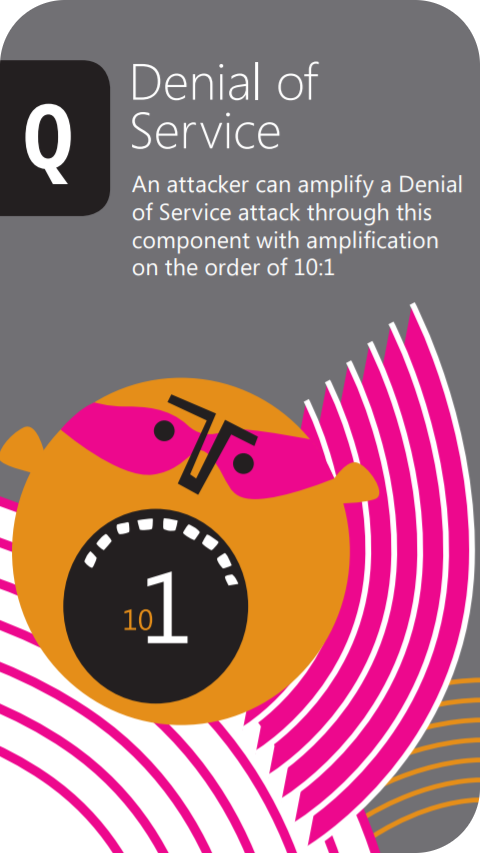 Q
Denial of
Service
An attacker can amplify a Denial
of Service attack through this
component with amplification
on the order of 10:1
10
1